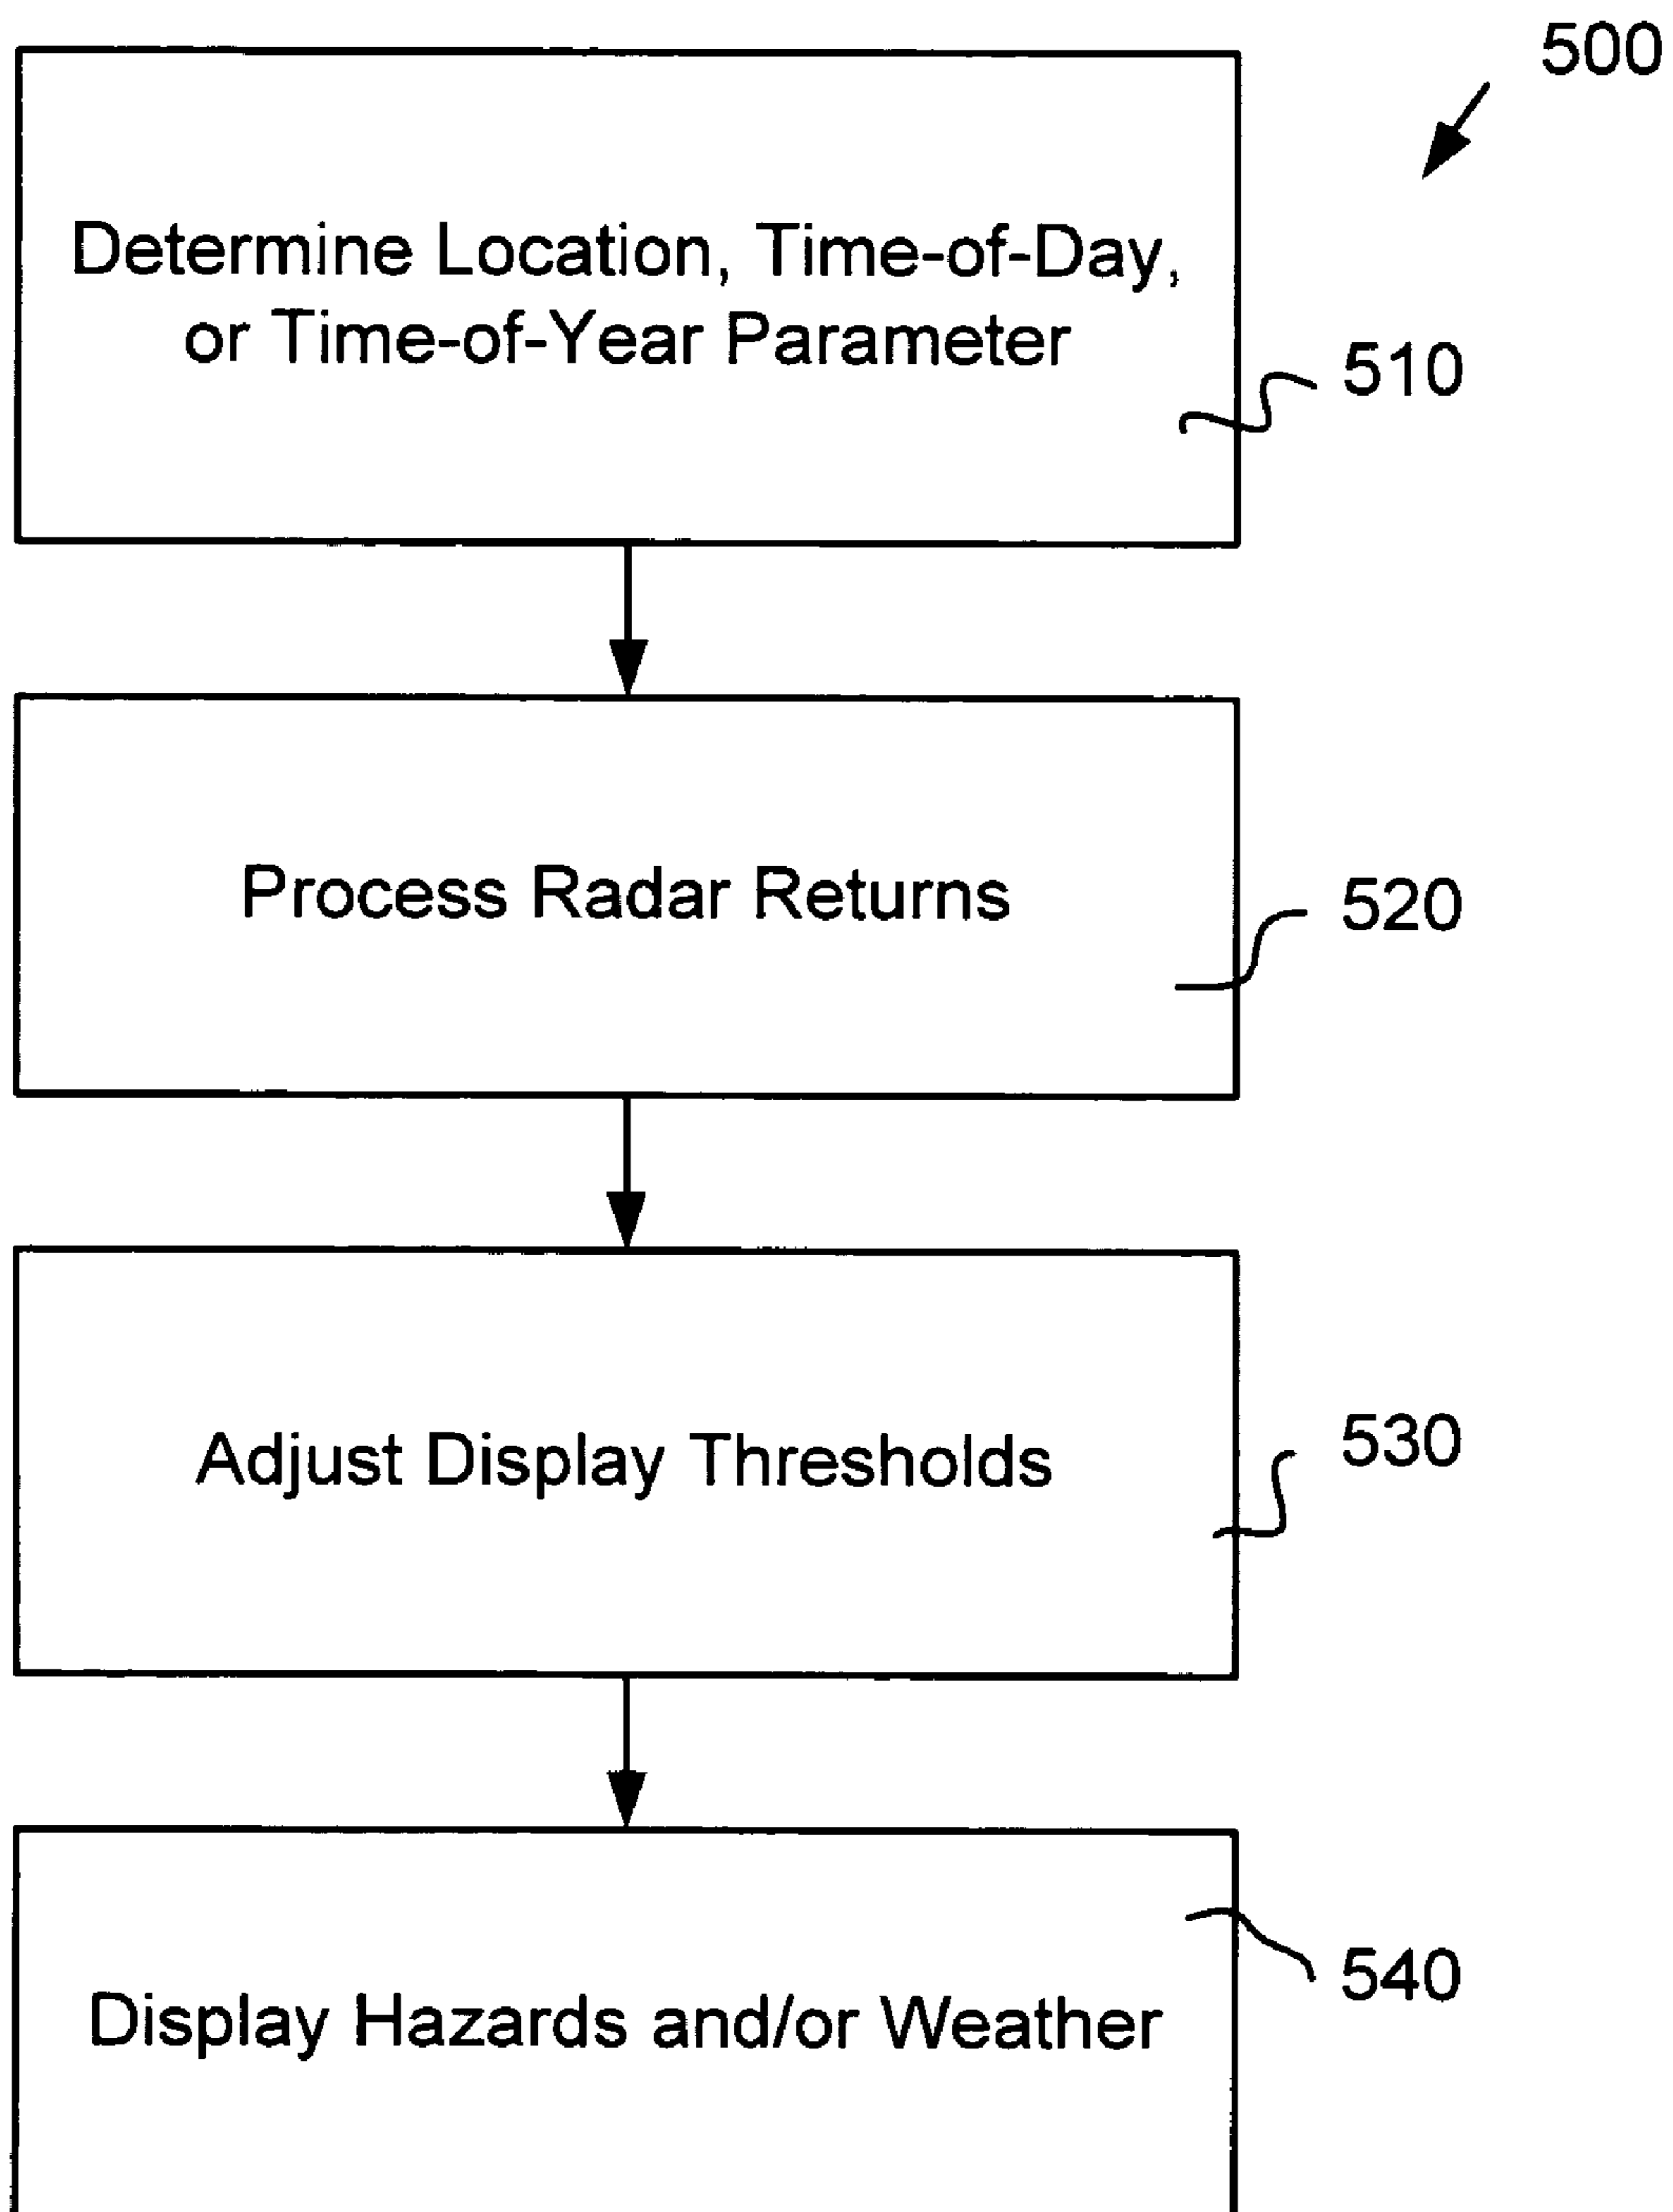 500
Determine Location, Time-of-Day,
or Time-of-Year Parameter
510
Process Radar Returns
520
Adjust Display Thresholds
530
Display Hazards and/or Weather
540